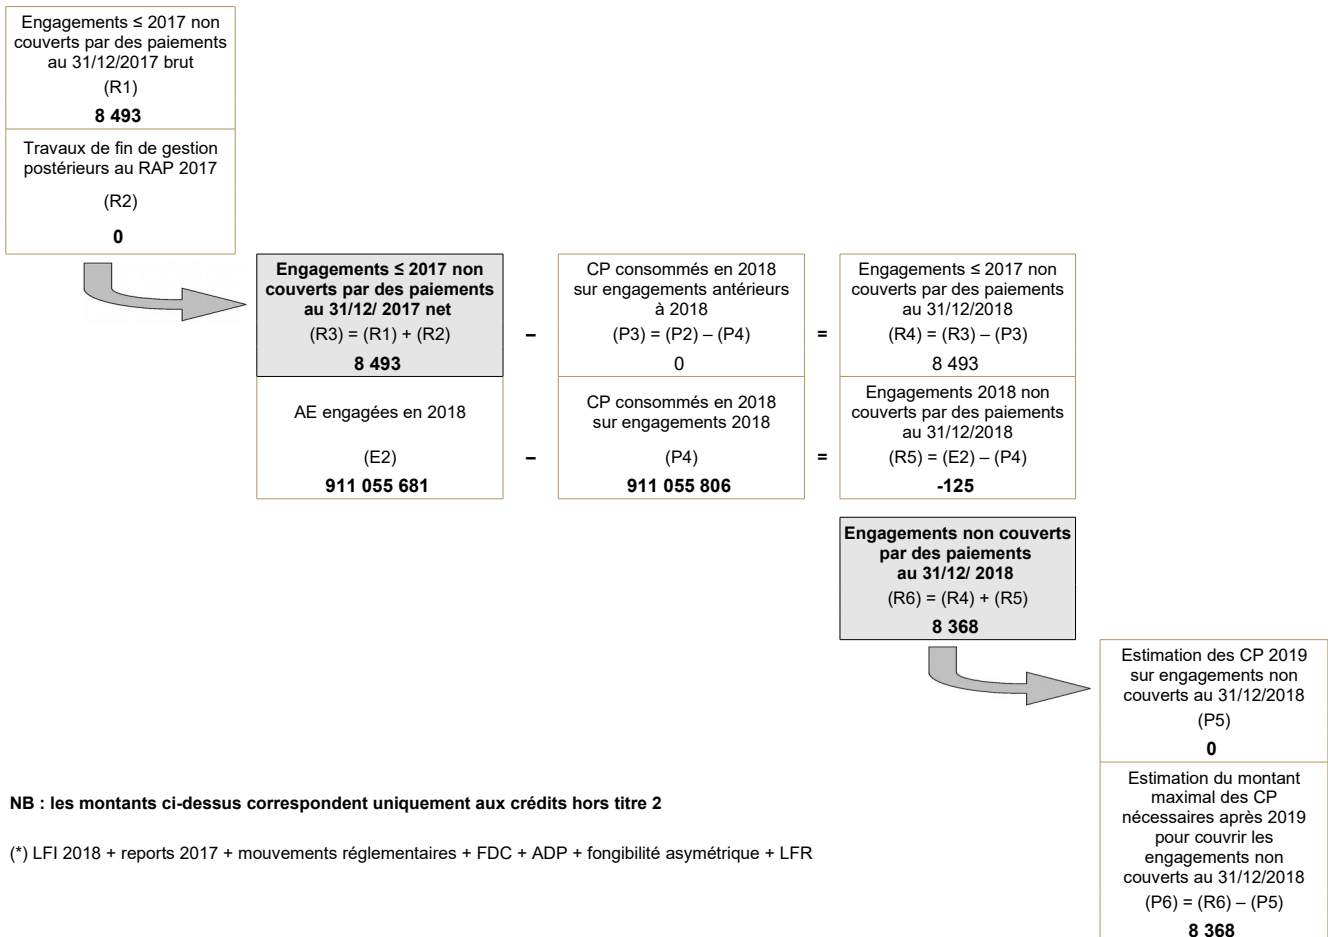 Engagements ≤ 2017 non
couverts par des paiements
au 31/12/2017 brut
(R1)
8 493
Travaux de fin de gestion
postérieurs au RAP 2017
(R2)
0
Engagements ≤ 2017 non
couverts par des paiements
au 31/12/ 2017 net
(R3) = (R1) + (R2)
8 493
–
CP consommés en 2018
sur engagements antérieurs
à 2018
(P3) = (P2) – (P4)
0
=
Engagements ≤ 2017 non
couverts par des paiements
au 31/12/2018
(R4) = (R3) – (P3)
8 493
AE engagées en 2018
(E2)
911 055 681
–
CP consommés en 2018
sur engagements 2018
(P4)
911 055 806
=
Engagements 2018 non
couverts par des paiements
au 31/12/2018
(R5) = (E2) – (P4)
-125
Engagements non couverts
par des paiements
au 31/12/ 2018
(R6) = (R4) + (R5)
8 368
Estimation des CP 2019
sur engagements non
couverts au 31/12/2018
(P5)
0
Estimation du montant
maximal des CP
nécessaires après 2019
pour couvrir les
engagements non
couverts au 31/12/2018
(P6) = (R6) – (P5)
8 368
NB : les montants ci-dessus correspondent uniquement aux crédits hors titre 2
(*) LFI 2018 + reports 2017 + mouvements réglementaires + FDC + ADP + fongibilité asymétrique + LFR